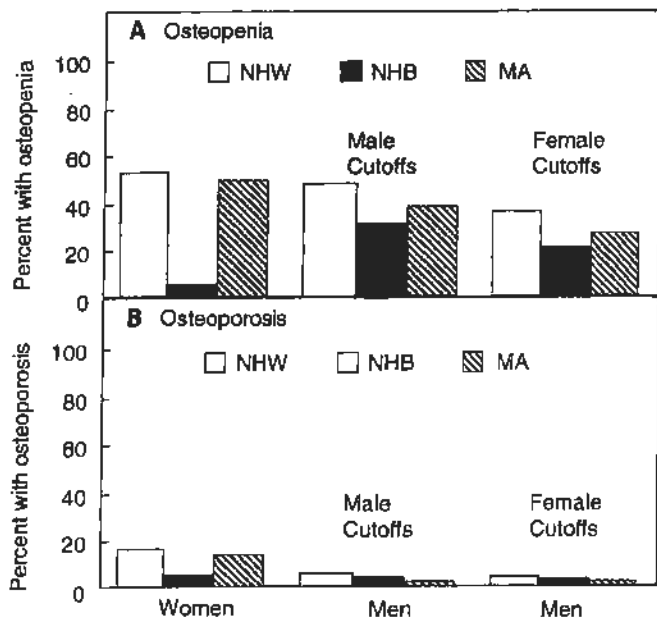 A Osteopenia
NHW NHB MA
Male
Cutoffs
Female
Cutoffs
Percent with osteopenia
100
80
60
40
20
0
B Osteoporosis
NHW NHB MA
Male
Cutoffs
Female
Cutoffs
Percent with osteoporosis
100
80
60
40
20
0
Women Men Men